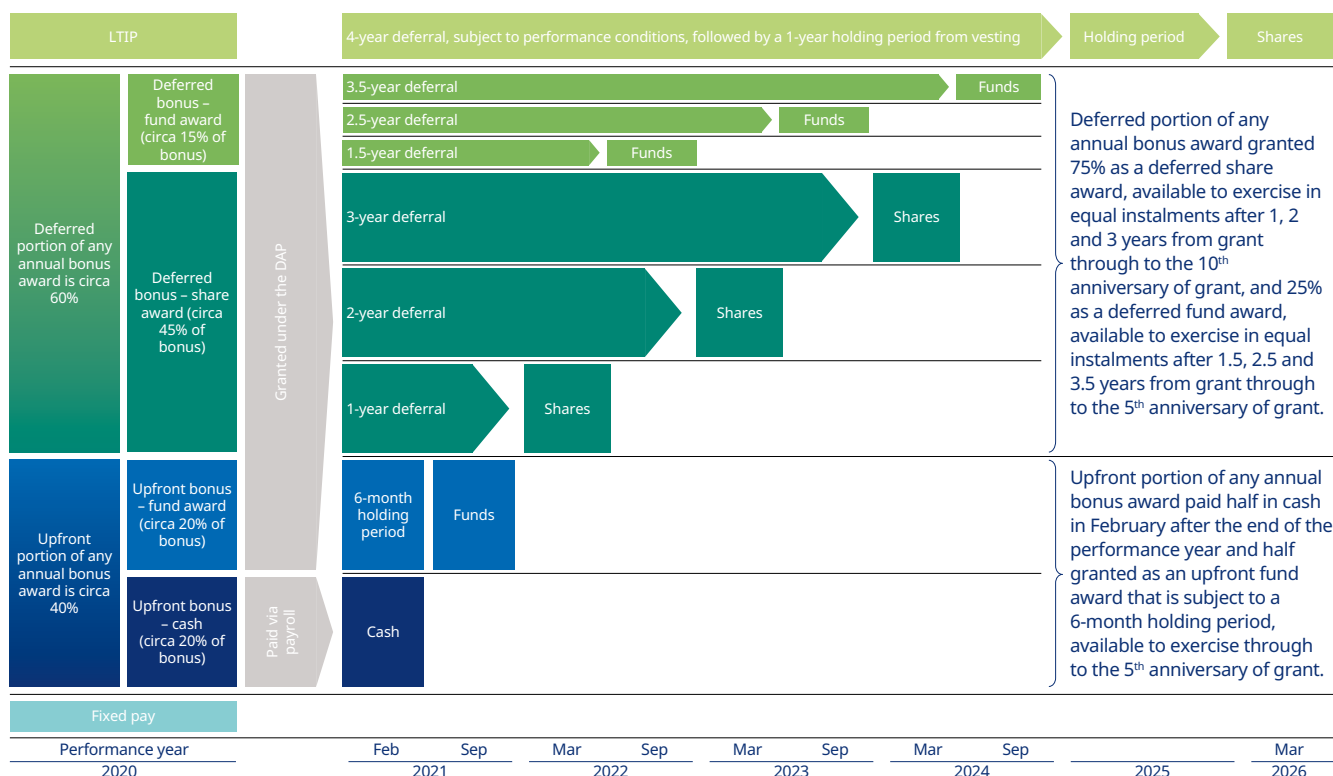 LTIP
4-year deferral, subject to performance conditions, followed by a 1-year holding period from vesting
Holding period
Shares
Deferred
portion of any
annual bonus
award is circa
60%
Deferred
bonus –
fund award
(circa 15% of
bonus)
Deferred
bonus – share
award (circa
45% of
bonus)
Granted under the DAP
3.5-year deferral
Funds
2.5-year deferral
Funds
1.5-year deferral
Funds
3-year deferral
Shares
2-year deferral
Shares
1-year deferral
Shares
Deferred portion of any
annual bonus award granted
75% as a deferred share
award, available to exercise in
equal instalments after 1, 2
and 3 years from grant
through to the 10th
anniversary of grant, and 25%
as a deferred fund award,
available to exercise in equal
instalments after 1.5, 2.5 and
3.5 years from grant through
to the 5th anniversary of grant.
Upfront
portion of any
annual bonus
award is circa
40%
Upfront bonus
– fund award
(circa 20% of
bonus)
6-month
holding
period
Funds
Upfront bonus
– cash
(circa 20% of
bonus)
Paid via
payroll
Cash
Upfront portion of any annual
bonus award paid half in cash
in February after the end of the
performance year and half
granted as an upfront fund
award that is subject to a
6-month holding period,
available to exercise through
to the 5th anniversary of grant.
Fixed pay
Performance year
Feb
Sep
Mar
Sep
Mar
Sep
Mar
Sep
Mar
2020
2021
2022
2023
2024
2025
2026